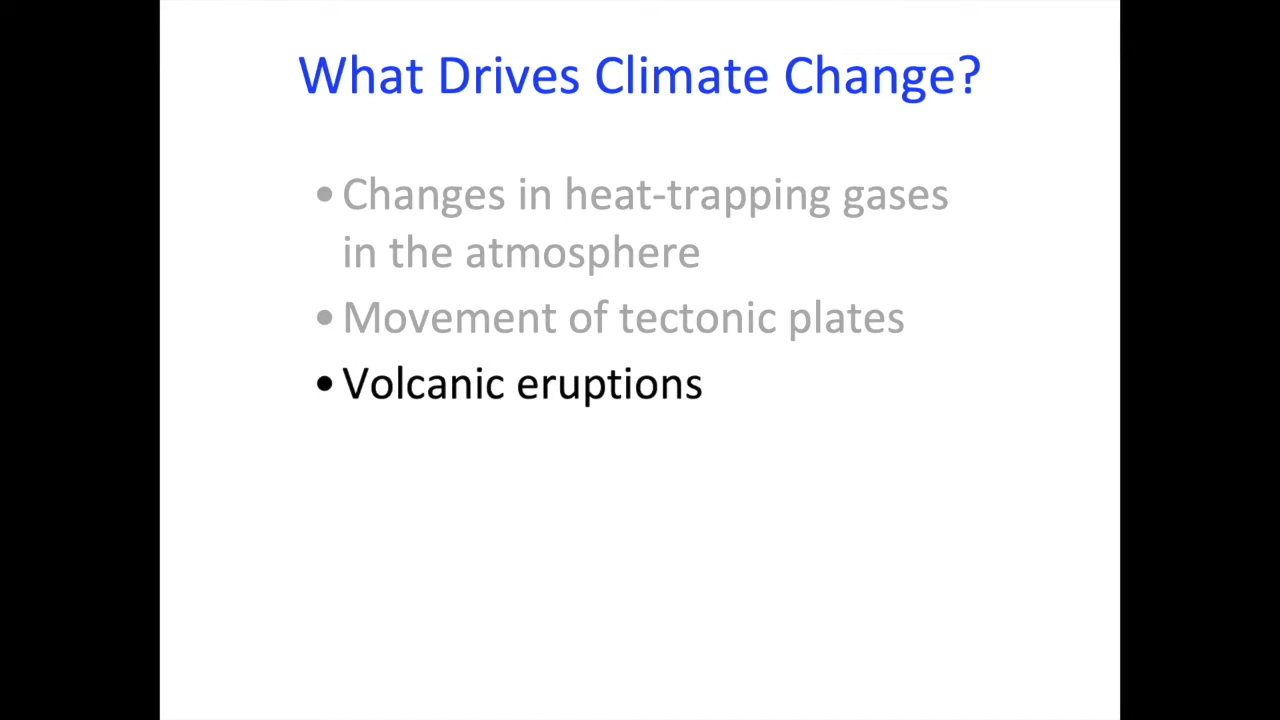 What Drives Climate Change?
•Changes in heat-trapping gases
in the atmosphere
•Movement of tectonic plates
•Volcanic eruptions